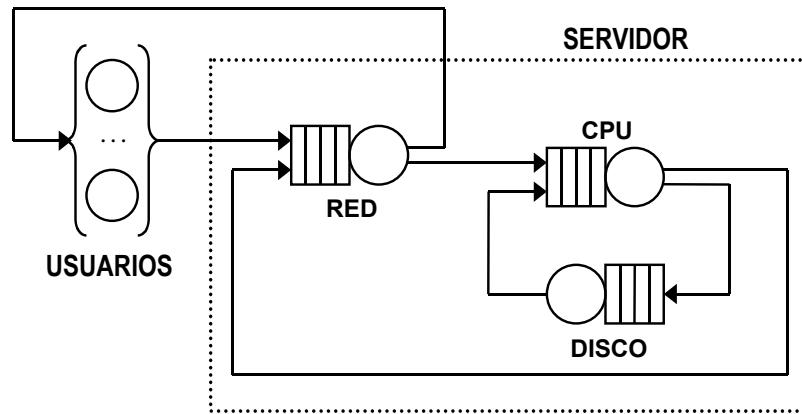 SERVIDOR
CPU
...
RED
USUARIOS
DISCO